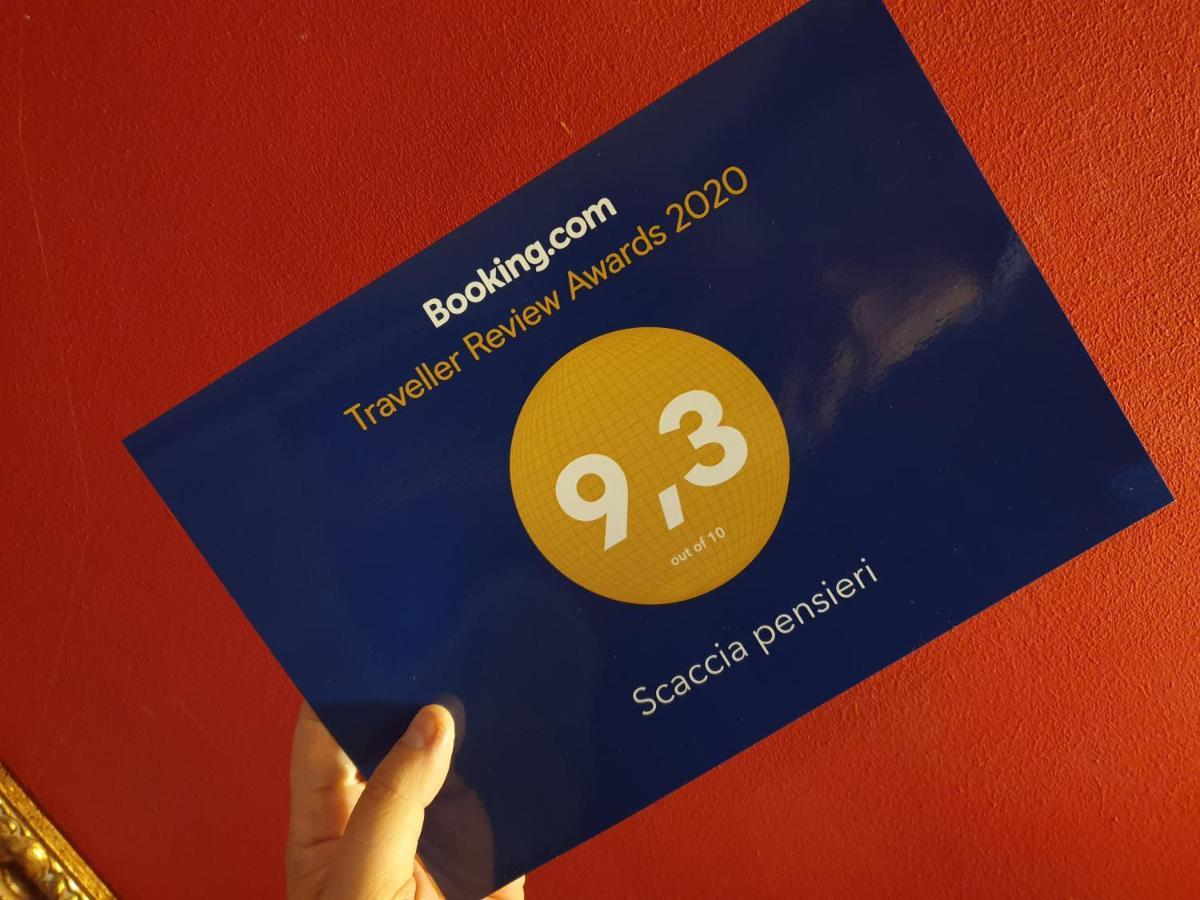 Booking.com
Traveller Review Awards 2020
9,3
out of 10
Scaccia pensieri